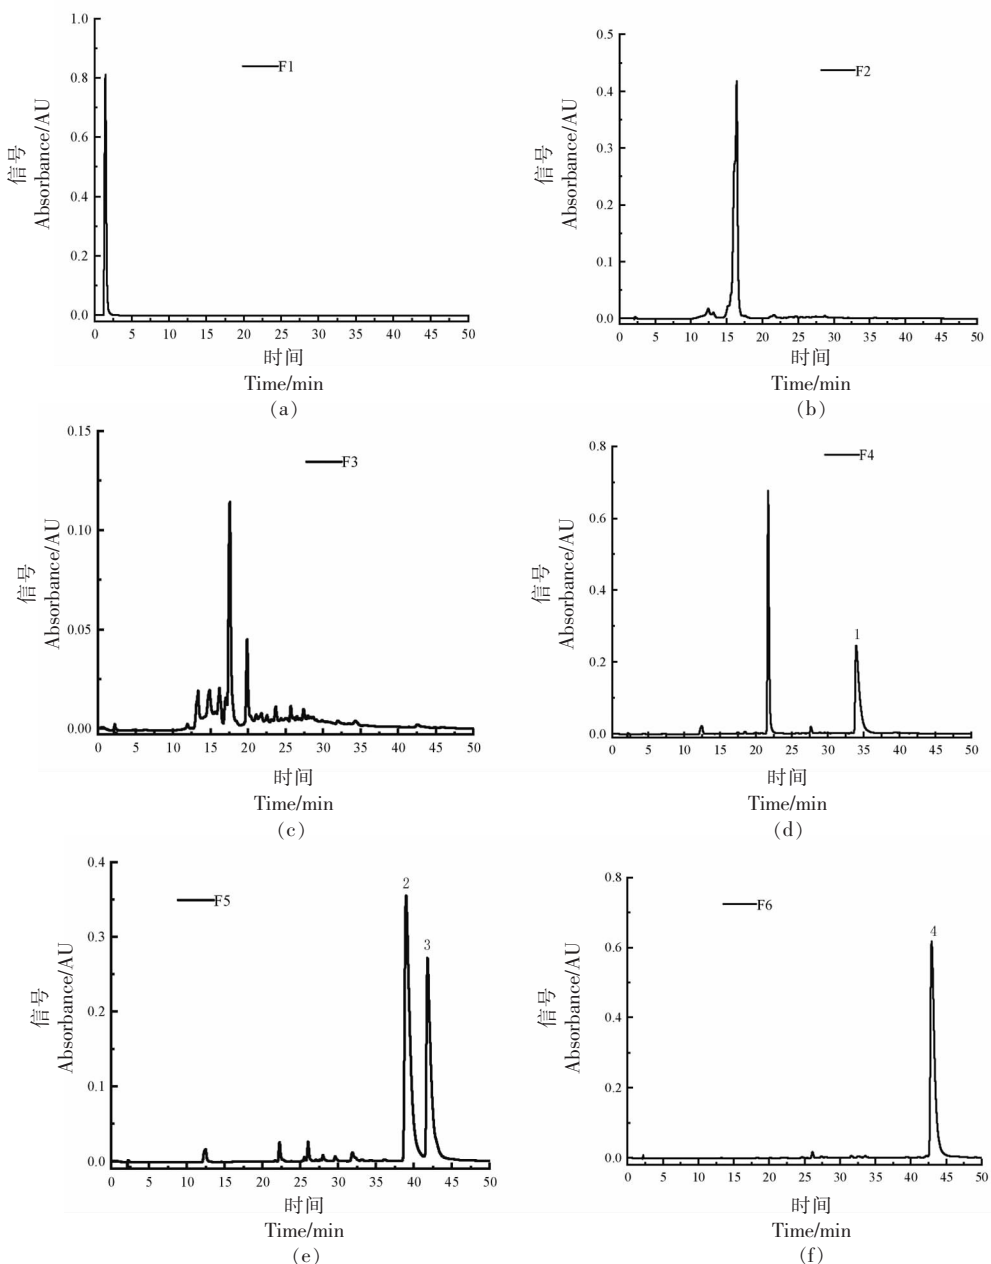 1.0
0.8
0.6
0.4
0.2
0.0
F1
信号
Absorbance/AU
0 5 10 15 20 25 30 35 40 45 50
时间
Time/min
(a)
0.5
0.4
0.3
0.2
0.1
0.0
F2
信号
Absorbance/AU
0 5 10 15 20 25 30 35 40 45 50
时间
Time/min
(b)
0.15
0.10
0.05
0.00
F3
信号
Absorbance/AU
0 5 10 15 20 25 30 35 40 45 50
时间
Time/min
(c)
0.8
0.6
0.4
0.2
0.0
F4
1
信号
Absorbance/AU
0 5 10 15 20 25 30 35 40 45 50
时间
Time/min
(d)
0.4
0.3
0.2
0.1
0.0
F5
2
3
信号
Absorbance/AU
0 5 10 15 20 25 30 35 40 45 50
时间
Time/min
(e)
0.8
0.6
0.4
0.2
0.0
F6
4
信号
Absorbance/AU
0 5 10 15 20 25 30 35 40 45 50
时间
Time/min
(f)